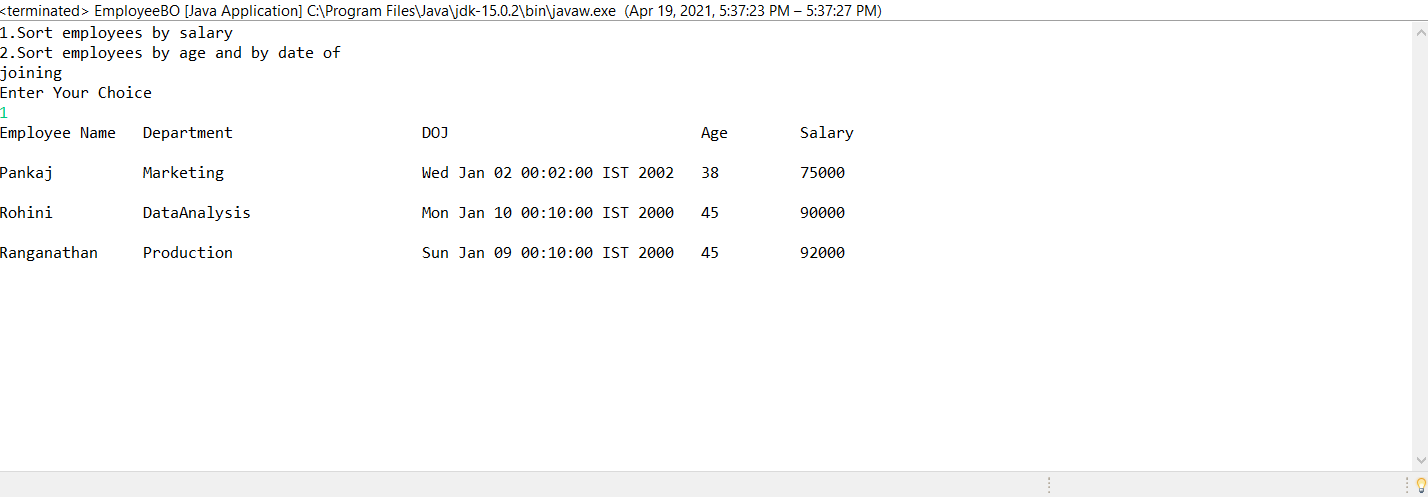 <terminated> EmployeeBO [Java Application] C:\Program Files\Java\jdk-15.0.2\bin\javaw.exe  (Apr 19, 2021, 5:37:23 PM – 5:37:27 PM)
1.Sort employees by salary
2.Sort employees by age and by date of
joining
Enter Your Choice
1
Employee Name   Department                     DOJ                            Age        Salary
Pankaj          Marketing                      Wed Jan 02 00:02:00 IST 2002   38         75000
Rohini          DataAnalysis                   Mon Jan 10 00:10:00 IST 2000   45         90000
Ranganathan     Production                     Sun Jan 09 00:10:00 IST 2000   45         92000